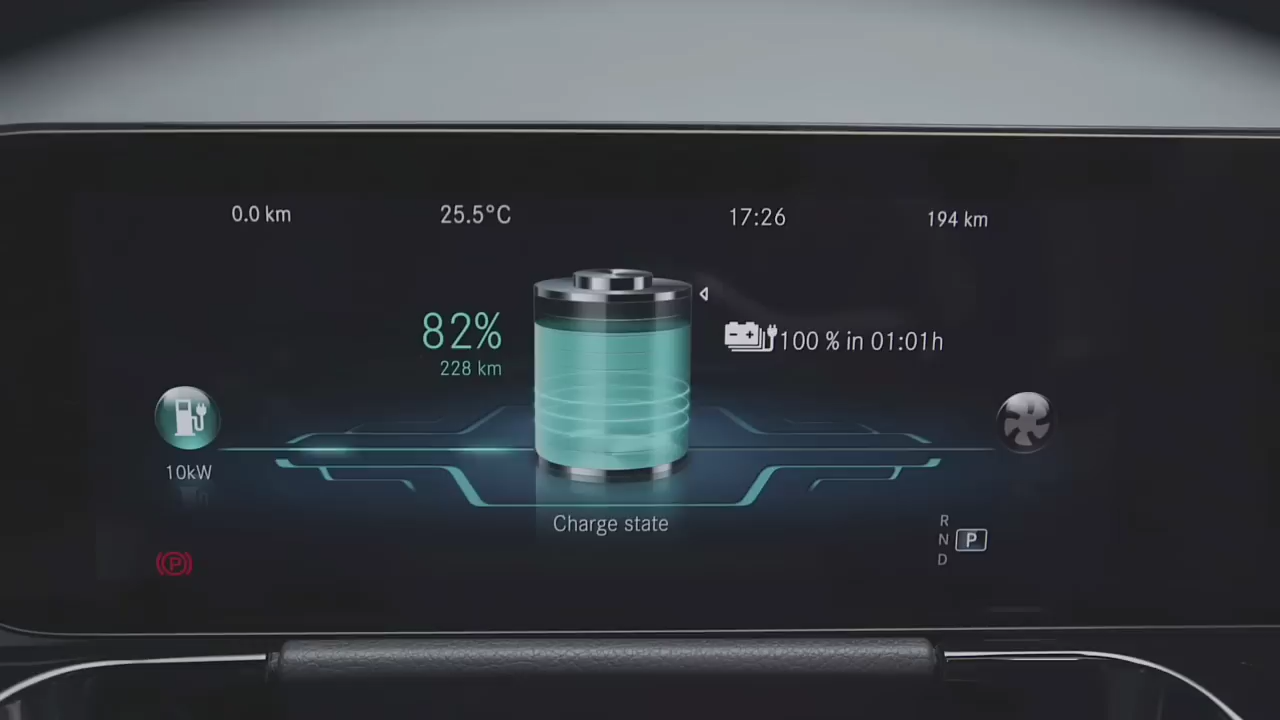 0.0 km
25.5°C
17:26
194 km
82%
228 km
100 % in 01:01h
10kW
Charge state
R
N
D
P
P